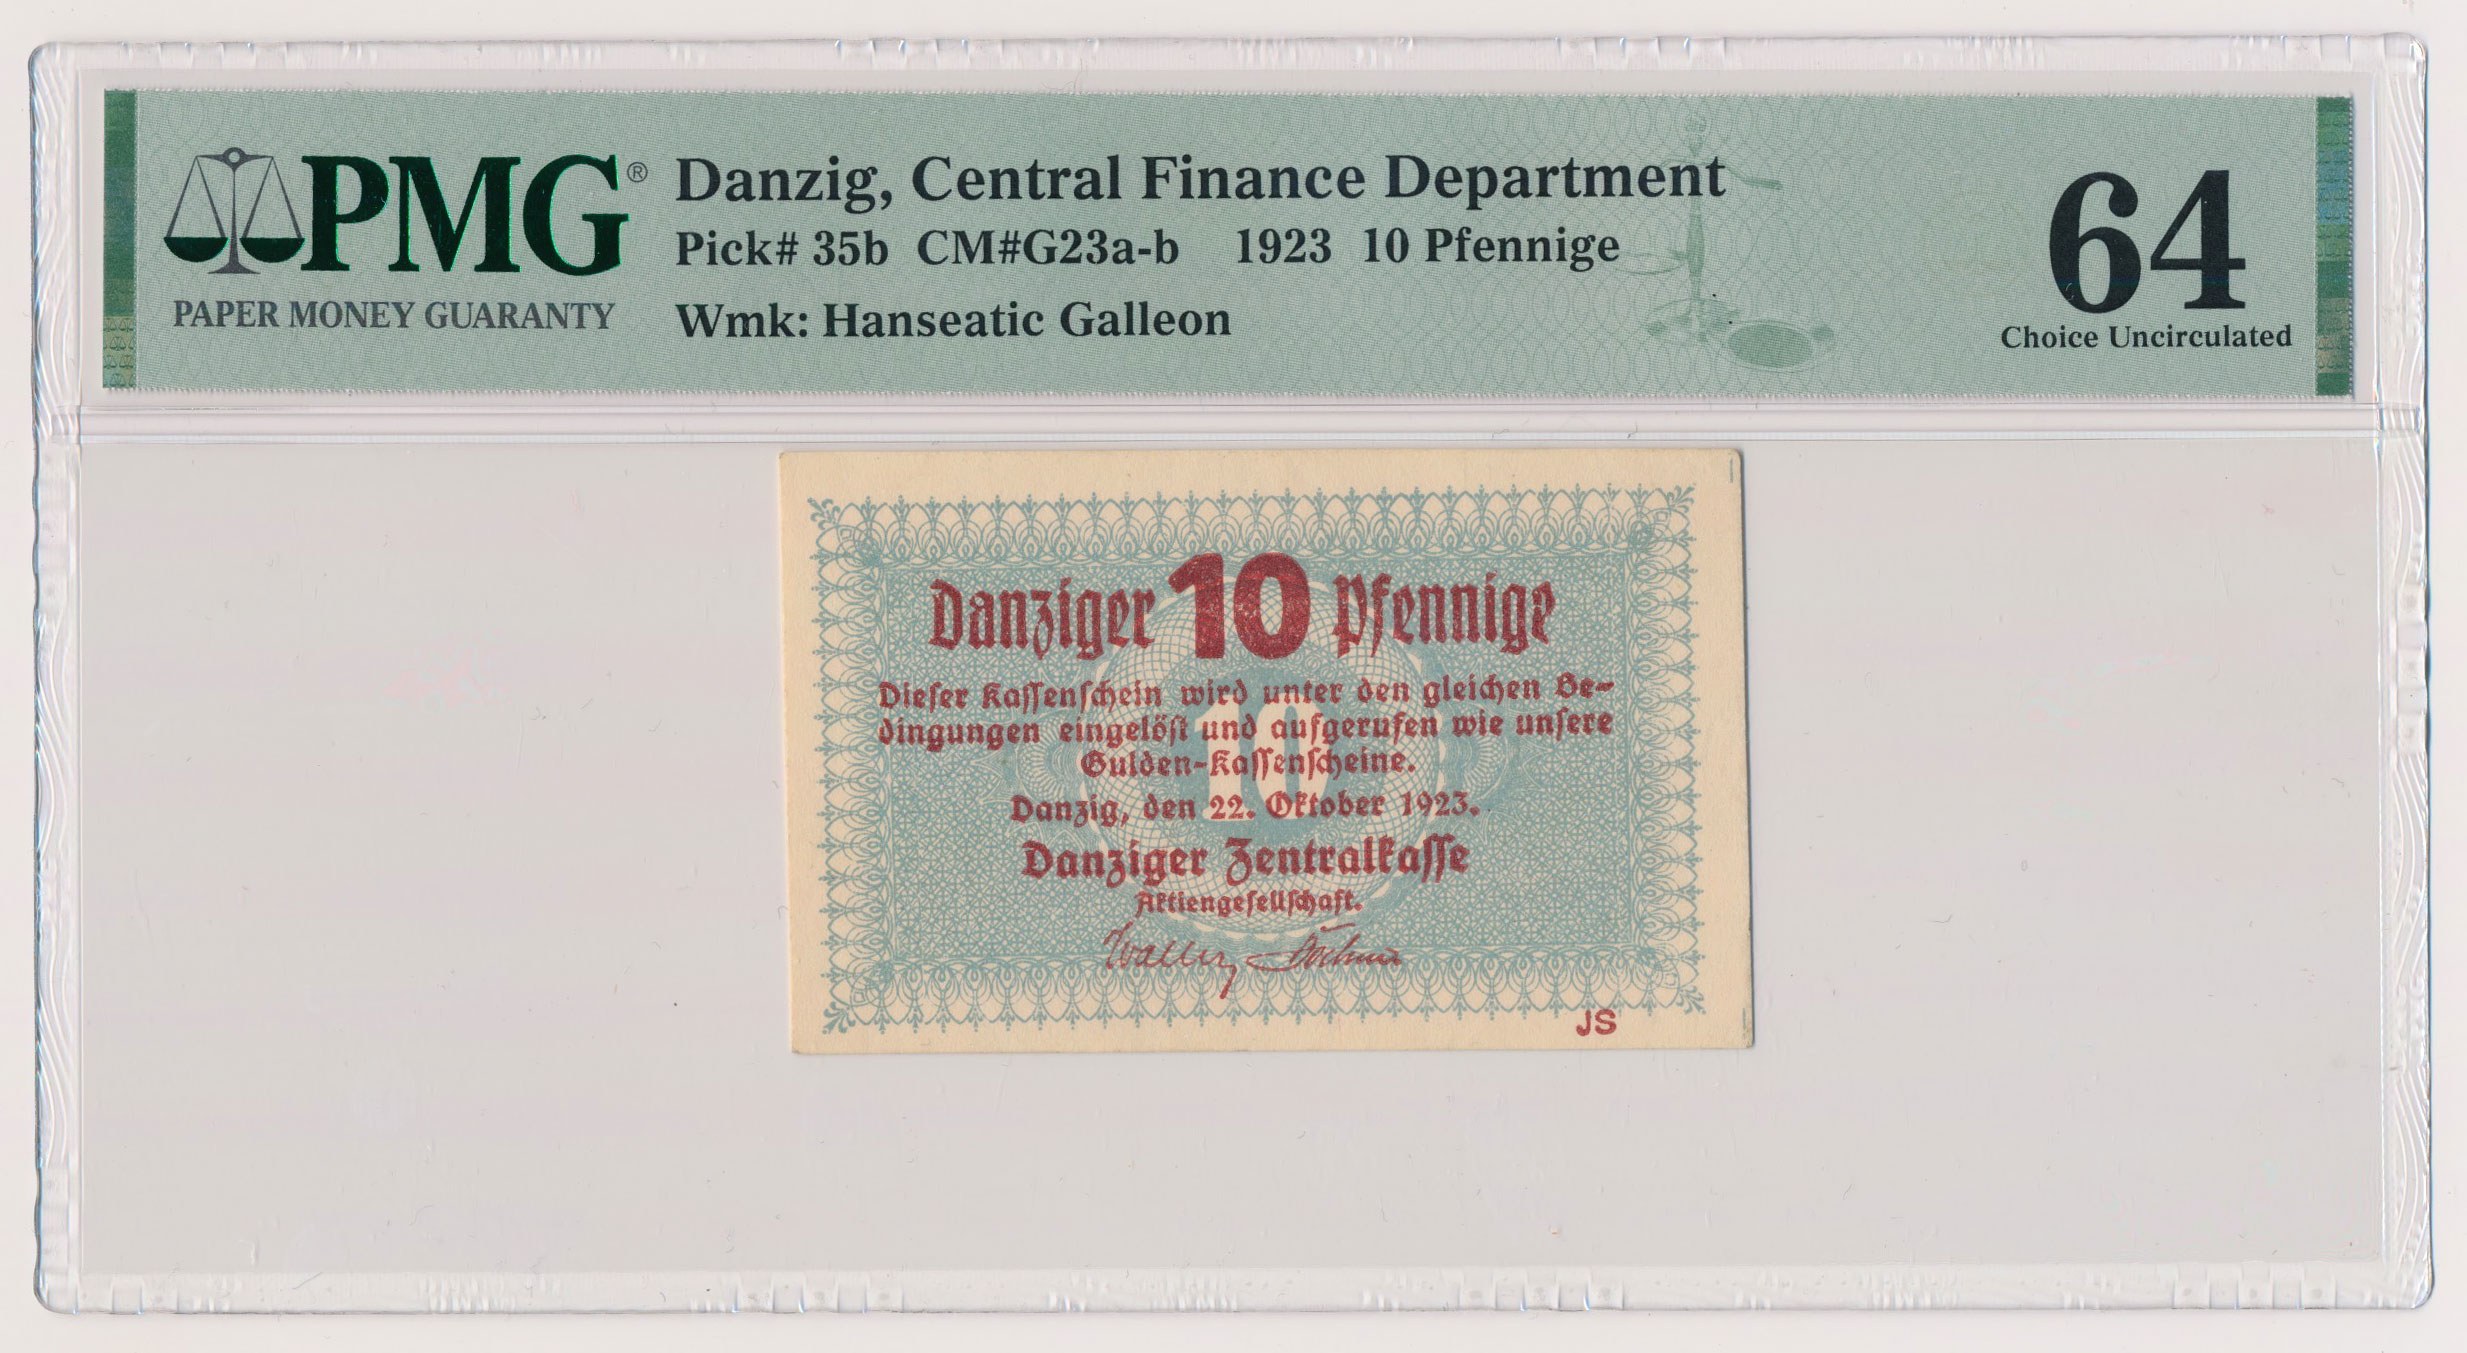 PMG®
PAPER MONEY GUARANTY
Danzig, Central Finance Department
Pick# 35b CM#G23a-b 1923 10 Pfennige
Wmk: Hanseatic Galleon
64
Choice Uncirculated
Danziger 10 Pfennige
Dieſer Kaſſenſchein wird unter den gleichen Be-
dingungen eingelöſt und aufgerufen wie unſere
Gulden-Kaſſenſcheine.
10
Danzig, den 22. Oktober 1923.
Danziger Zentralkaſſe
Aktiengeſellſchaft.
JS